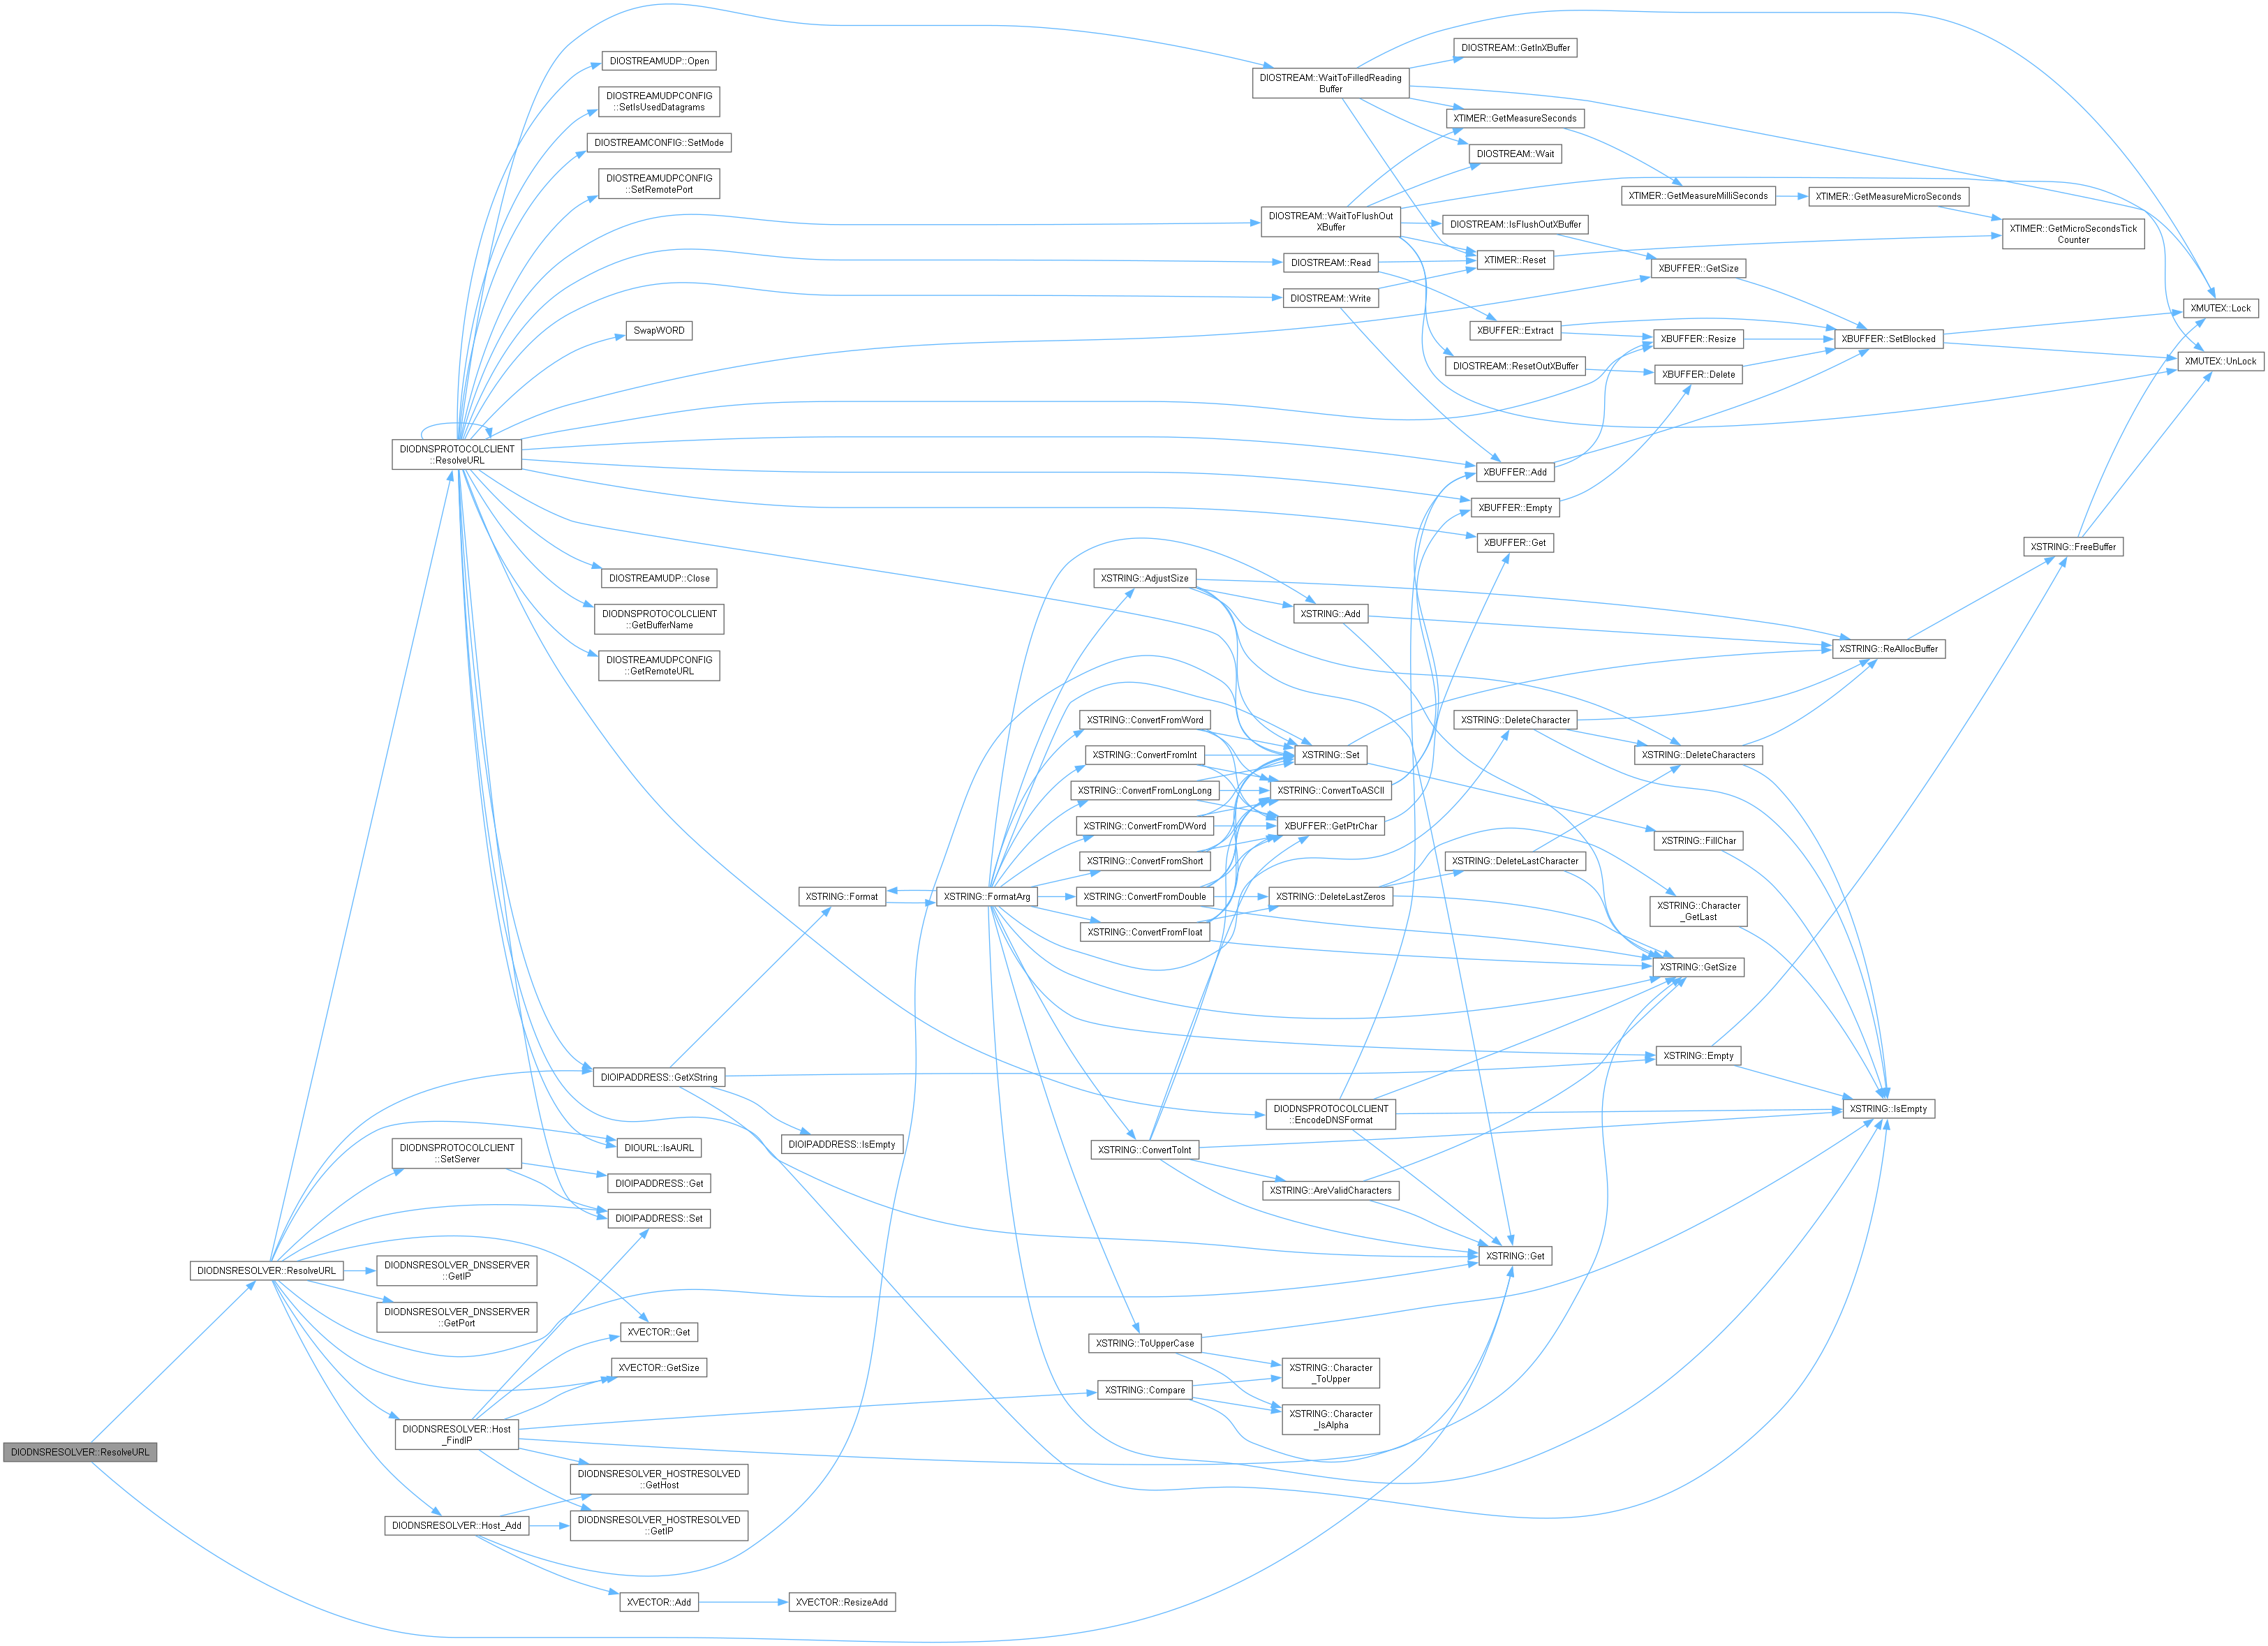 DIOSTREAM::GetInXBuffer
DIOSTREAMUDP::Open
DIOSTREAM::WaitToFilledReading
Buffer
DIOSTREAMUDPCONFIG
::SetIsUsedDatagrams
XTIMER::GetMeasureSeconds
DIOSTREAMCONFIG::SetMode
DIOSTREAM::Wait
DIOSTREAMUDPCONFIG
::SetRemotePort
XTIMER::GetMeasureMilliSeconds
XTIMER::GetMeasureMicroSeconds
DIOSTREAM::WaitToFlushOut
XBuffer
DIOSTREAM::IsFlushOutXBuffer
XTIMER::GetMicroSecondsTick
Counter
DIOSTREAM::Read
XTIMER::Reset
XBUFFER::GetSize
DIOSTREAM::Write
XMUTEX::Lock
SwapWORD
XBUFFER::Extract
XBUFFER::Resize
XBUFFER::SetBlocked
DIOSTREAM::ResetOutXBuffer
XBUFFER::Delete
XMUTEX::UnLock
DIODNSPROTOCOLCLIENT
::ResolveURL
XBUFFER::Add
XBUFFER::Empty
XBUFFER::Get
XSTRING::FreeBuffer
DIOSTREAMUDP::Close
XSTRING::AdjustSize
DIODNSPROTOCOLCLIENT
::GetBufferName
XSTRING::Add
DIOSTREAMUDPCONFIG
::GetRemoteURL
XSTRING::ReAllocBuffer
XSTRING::ConvertFromWord
XSTRING::DeleteCharacter
XSTRING::ConvertFromInt
XSTRING::Set
XSTRING::DeleteCharacters
XSTRING::ConvertFromLongLong
XSTRING::ConvertToASCII
XSTRING::ConvertFromDWord
XBUFFER::GetPtrChar
XSTRING::FillChar
XSTRING::ConvertFromShort
XSTRING::DeleteLastCharacter
XSTRING::Format
XSTRING::FormatArg
XSTRING::ConvertFromDouble
XSTRING::DeleteLastZeros
XSTRING::Character
_GetLast
XSTRING::ConvertFromFloat
XSTRING::GetSize
XSTRING::Empty
DIOIPADDRESS::GetXString
DIODNSPROTOCOLCLIENT
::EncodeDNSFormat
XSTRING::IsEmpty
DIOURL::IsAURL
DIOIPADDRESS::IsEmpty
XSTRING::ConvertToInt
DIODNSPROTOCOLCLIENT
::SetServer
DIOIPADDRESS::Get
XSTRING::AreValidCharacters
DIOIPADDRESS::Set
XSTRING::Get
DIODNSRESOLVER::ResolveURL
DIODNSRESOLVER_DNSSERVER
::GetIP
DIODNSRESOLVER_DNSSERVER
::GetPort
XVECTOR::Get
XSTRING::ToUpperCase
XVECTOR::GetSize
XSTRING::Character
_ToUpper
XSTRING::Compare
XSTRING::Character
_IsAlpha
DIODNSRESOLVER::Host
_FindIP
DIODNSRESOLVER::ResolveURL
DIODNSRESOLVER_HOSTRESOLVED
::GetHost
DIODNSRESOLVER::Host_Add
DIODNSRESOLVER_HOSTRESOLVED
::GetIP
XVECTOR::Add
XVECTOR::ResizeAdd